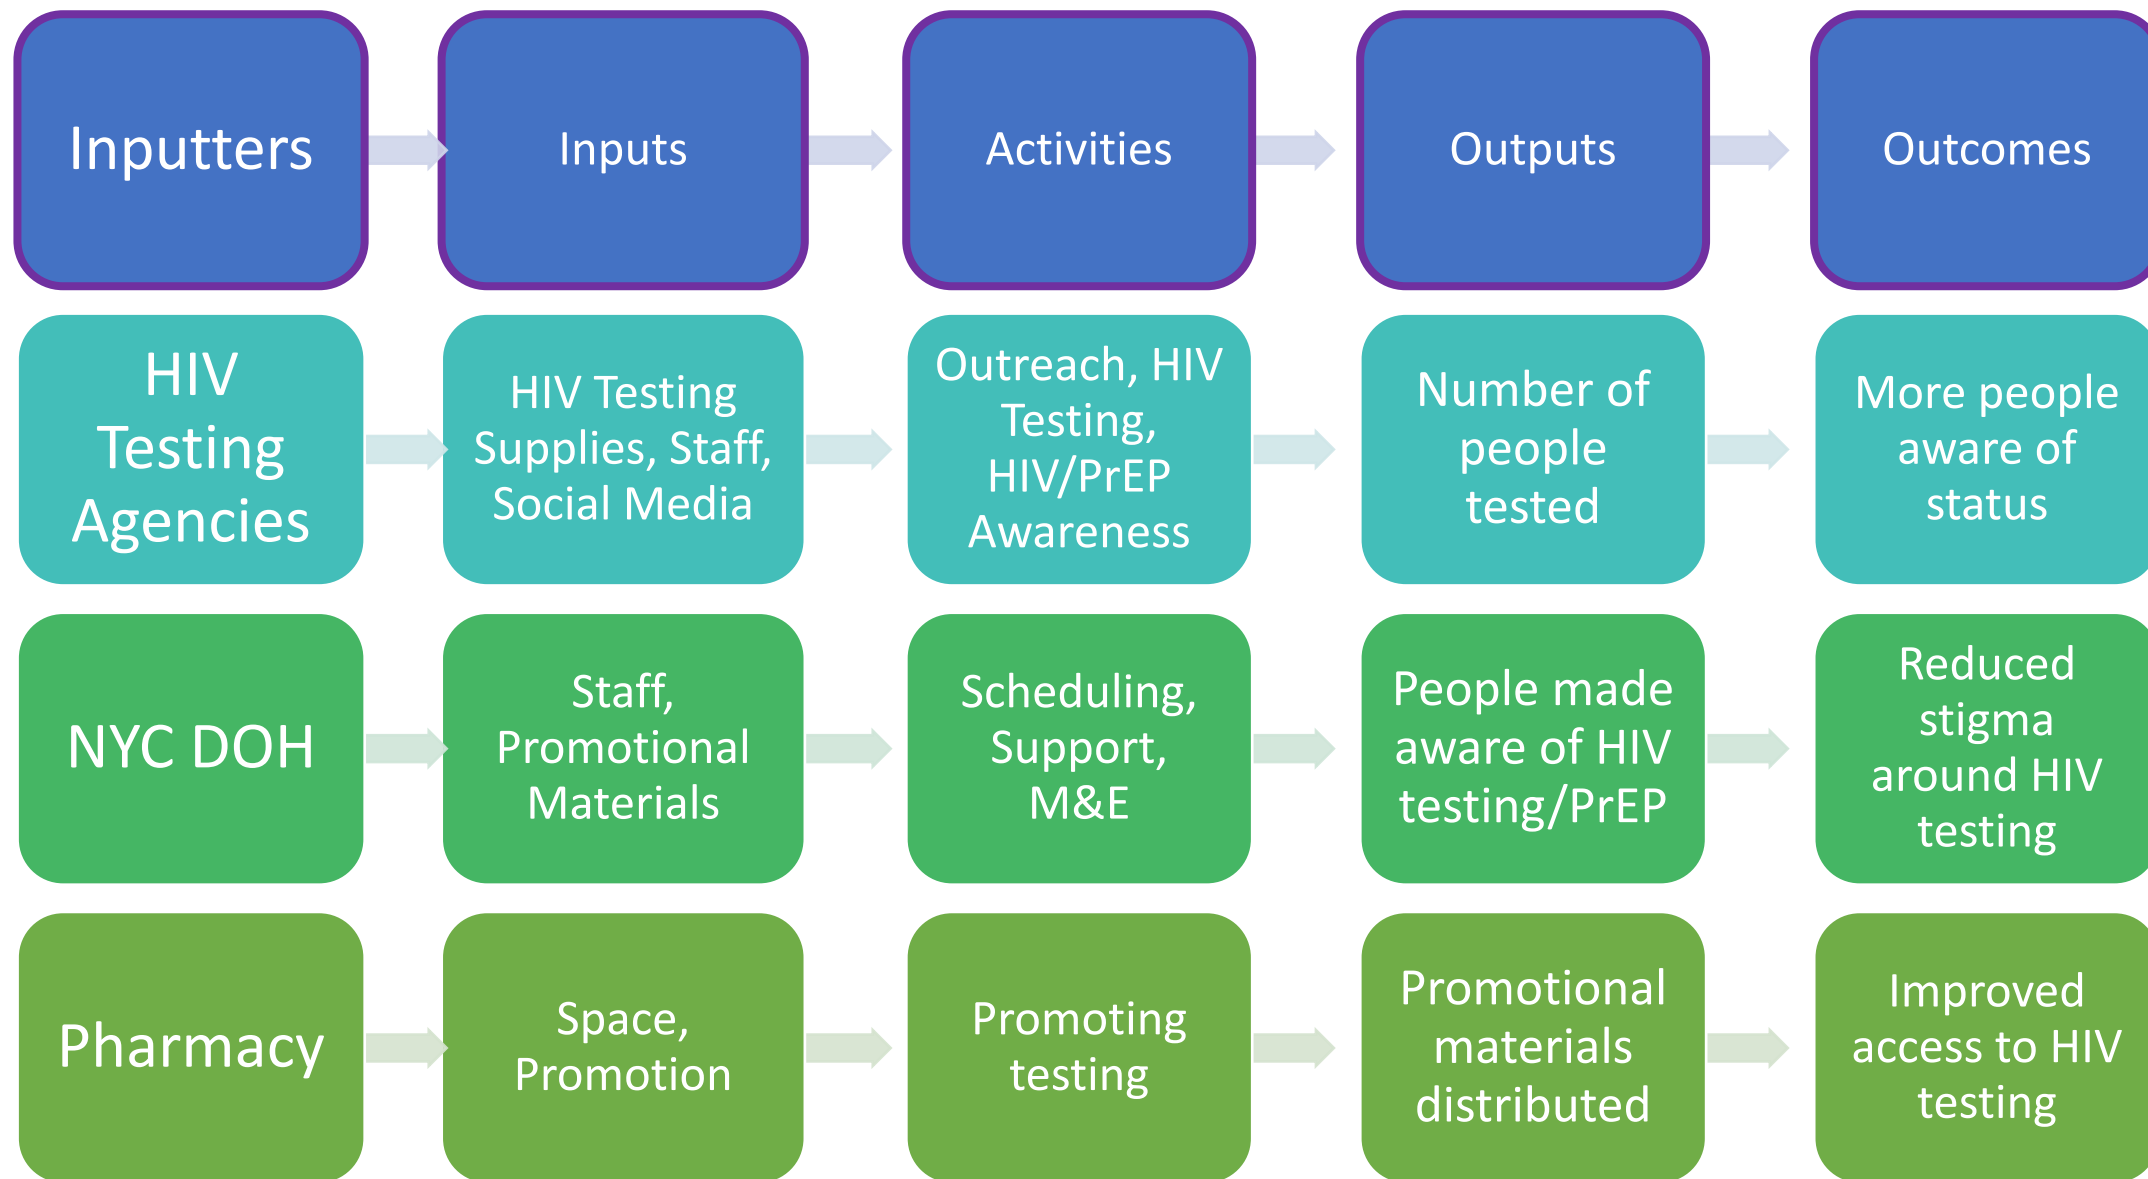 Inputters
Inputs
Activities
Outputs
Outcomes
HIV
Testing
Agencies
HIV Testing
Supplies, Staff,
Social Media
Outreach, HIV
Testing,
HIV/PrEP
Awareness
Number of
people
tested
More people
aware of
status
NYC DOH
Staff,
Promotional
Materials
Scheduling,
Support,
M&E
People made
aware of HIV
testing/PrEP
Reduced
stigma
around HIV
testing
Pharmacy
Space,
Promotion
Promoting
testing
Promotional
materials
distributed
Improved
access to HIV
testing